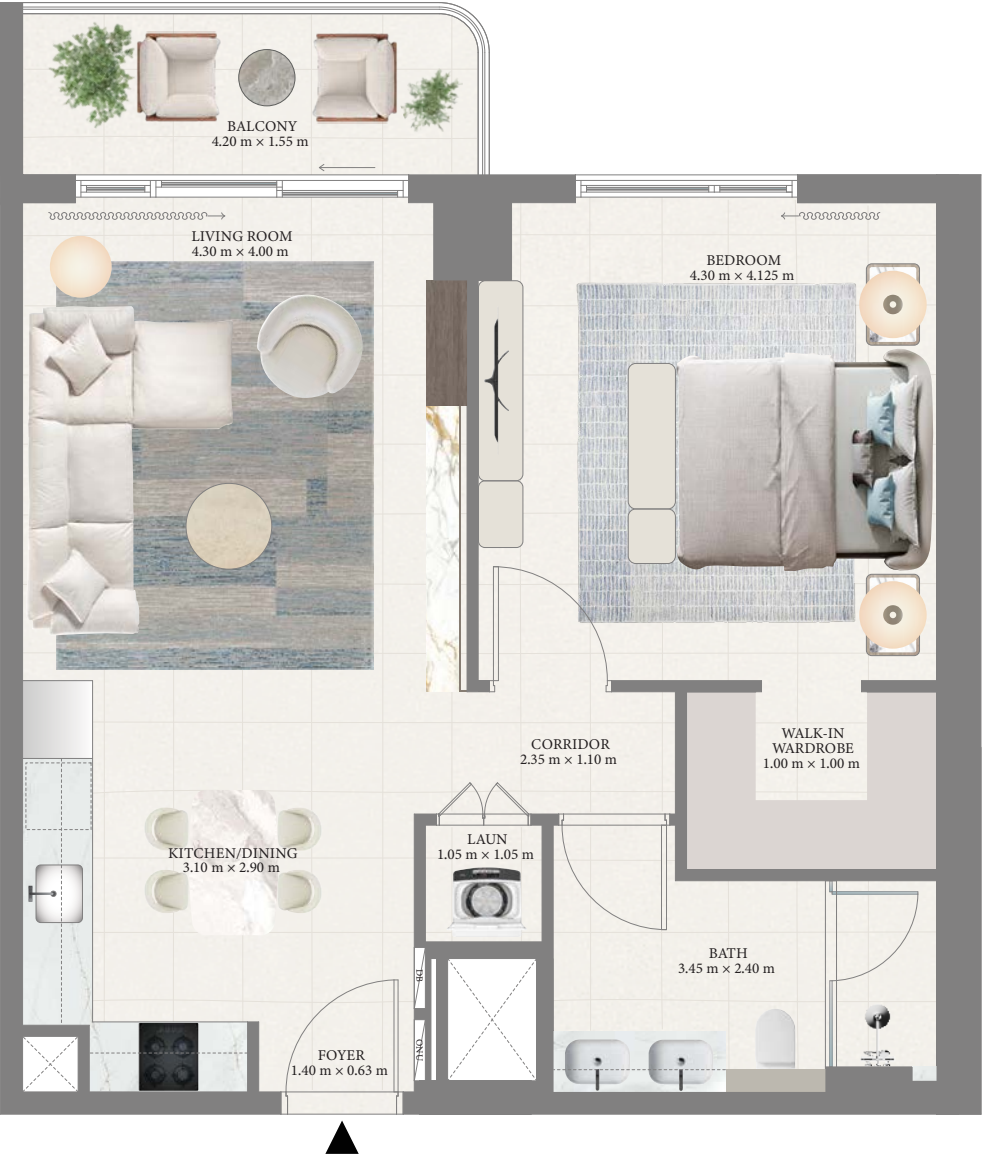 BALCONY
4.20 m × 1.55 m
LIVING ROOM
4.30 m × 4.00 m
BEDROOM
4.30 m × 4.125 m
WALK-IN
WARDROBE
1.00 m × 1.00 m
CORRIDOR
2.35 m × 1.10 m
LAUN
1.05 m × 1.05 m
KITCHEN/DINING
3.10 m × 2.90 m
BATH
3.45 m × 2.40 m
DB
ONU
FOYER
1.40 m × 0.63 m